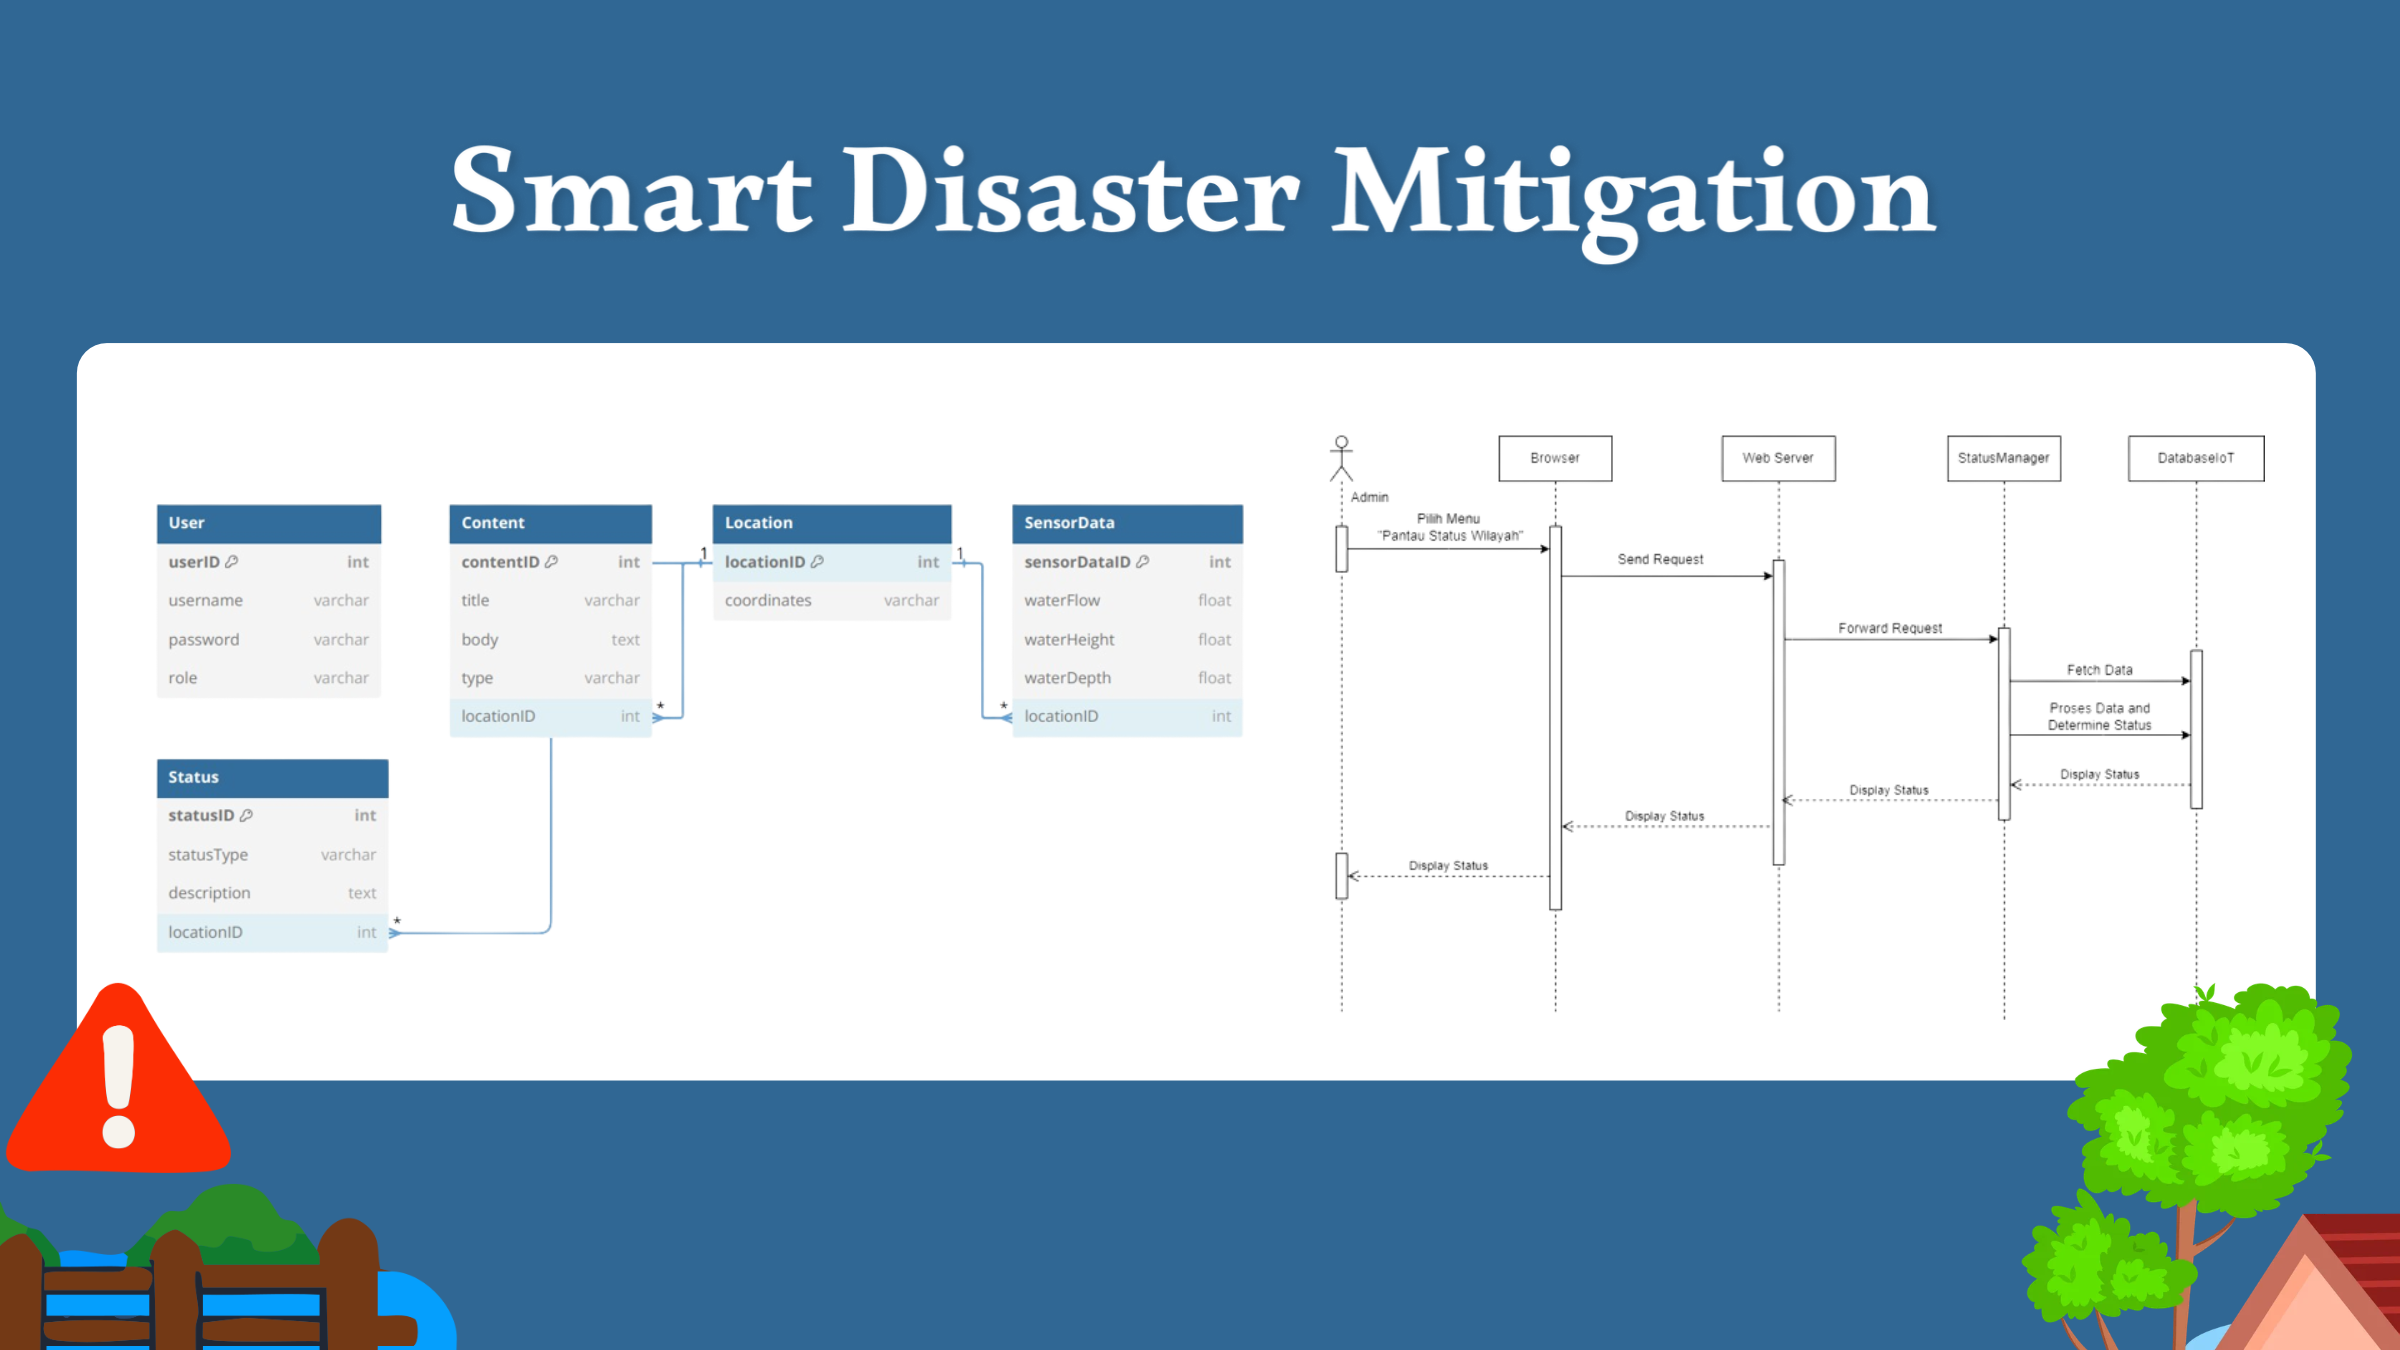 Smart Disaster Mitigation
User
userID int
username varchar
password varchar
role varchar
Content
contentID int
title varchar
body text
type varchar
locationID int
*
1
Location
locationID int
coordinates varchar
1
*
SensorData
sensorDataID int
waterFlow float
waterHeight float
waterDepth float
locationID int
Status
statusID int
statusType varchar
description text
locationID int
*
Admin
Browser
Web Server
StatusManager
DatabaseIoT
Pilih Menu
"Pantau Status Wilayah"
Send Request
Forward Request
Fetch Data
Proses Data and
Determine Status
Display Status
Display Status
Display Status
Display Status